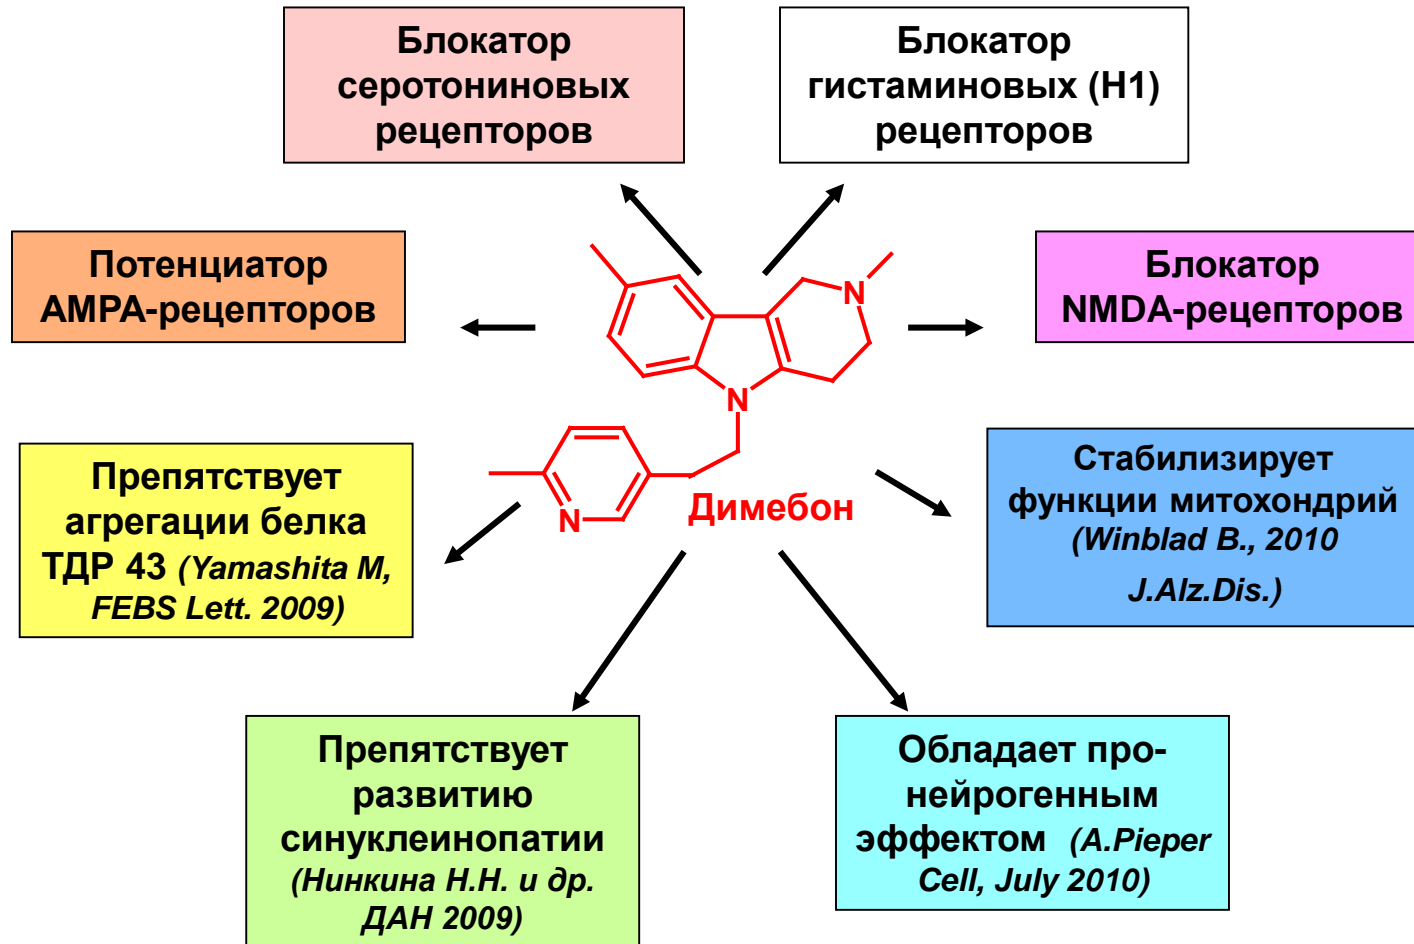 Блокатор
серотониновых
рецепторов
Блокатор
гистаминовых (Н1)
рецепторов
Потенциатор
AMPA-рецепторов
Блокатор
NMDA-рецепторов
N
N
N
Димебон
Препятствует
агрегации белка
ТДР 43 (Yamashita M,
FEBS Lett. 2009)
Стабилизирует
функции митохондрий
(Winblad B., 2010
J.Alz.Dis.)
Препятствует
развитию
синуклеинопатии
(Нинкина Н.Н. и др.
ДАН 2009)
Обладает про-
нейрогенным
эффектом (A.Pieper
Cell, July 2010)